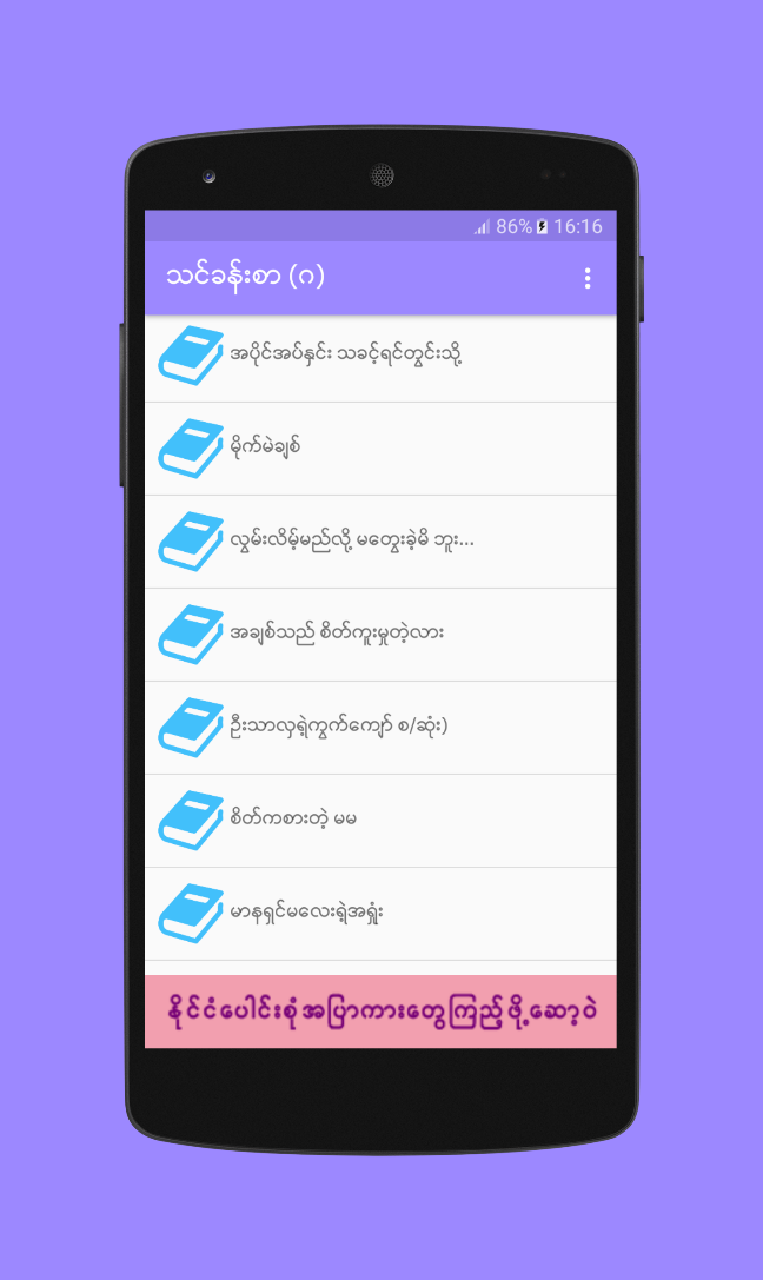 86% 16:16
သင်ခန်းစာ (ဂ)
အပိုင်အပ်နှင်း သခင့်ရင်တွင်းသို့
မိုက်မဲချစ်
လွမ်းလိမ့်မည်လို့ မတွေးခဲ့မိ ဘူး...
အချစ်သည် စိတ်ကူးမှုတဲ့လား
ဦးသာလှရဲ့ကွက်ကျော် စ/ဆုံး)
စိတ်ကစားတဲ့ မမ
မာနရှင်မလေးရဲ့အရှုံး
နိုင်ငံပေါင်းစုံအပြာကားတွေကြည့်ဖို့ဆော့ဝဲ